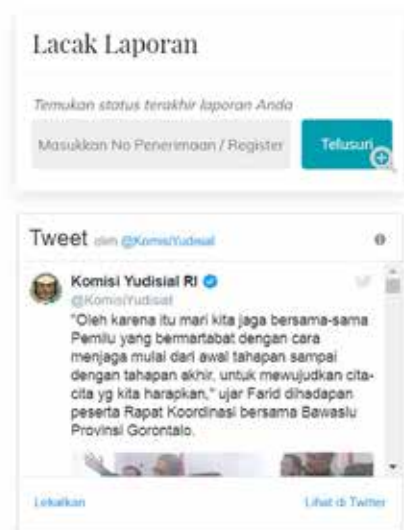 Lacak Laporan
Temukan status terakhir laporan Anda
Masukkan No Penerimaan / Register
Telusuri
Tweet oleh @KomisiYudisial
Komisi Yudisial RI
@KomisiYudisial
"Oleh karena itu mari kita jaga bersama-sama
Pemilu yang bermartabat dengan cara
menjaga mulai dari awal tahapan sampai
dengan tahapan akhir, untuk mewujudkan cita-
cita yg kita harapkan," ujar Farid dihadapan
peserta Rapat Koordinasi bersama Bawaslu
Provinsi Gorontalo.
Lekatkan
Lihat di Twitter